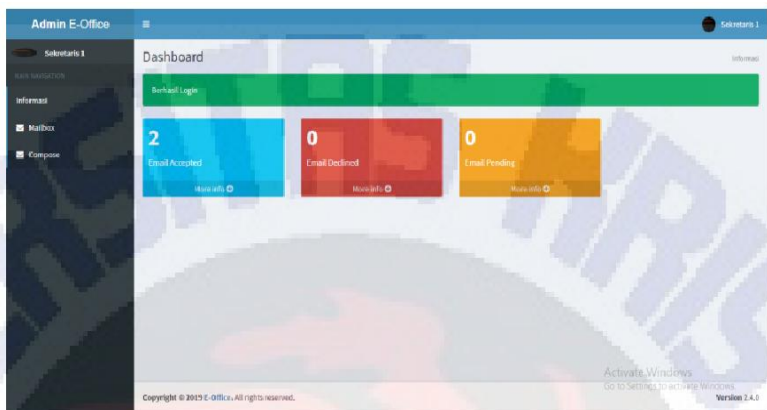 Admin E-Office
Sekretaris 1
Sekretaris 1
MAIN NAVIGATION
Informasi
Mailbox
Compose
Dashboard
Informasi
Berhasil Login
2
Email Accepted
More info
0
Email Declined
More info
0
Email Pending
More info
Activate Windows
Go to Settings to activate Windows.
Copyright © 2019 E-Office. All rights reserved.
Version 2.4.0